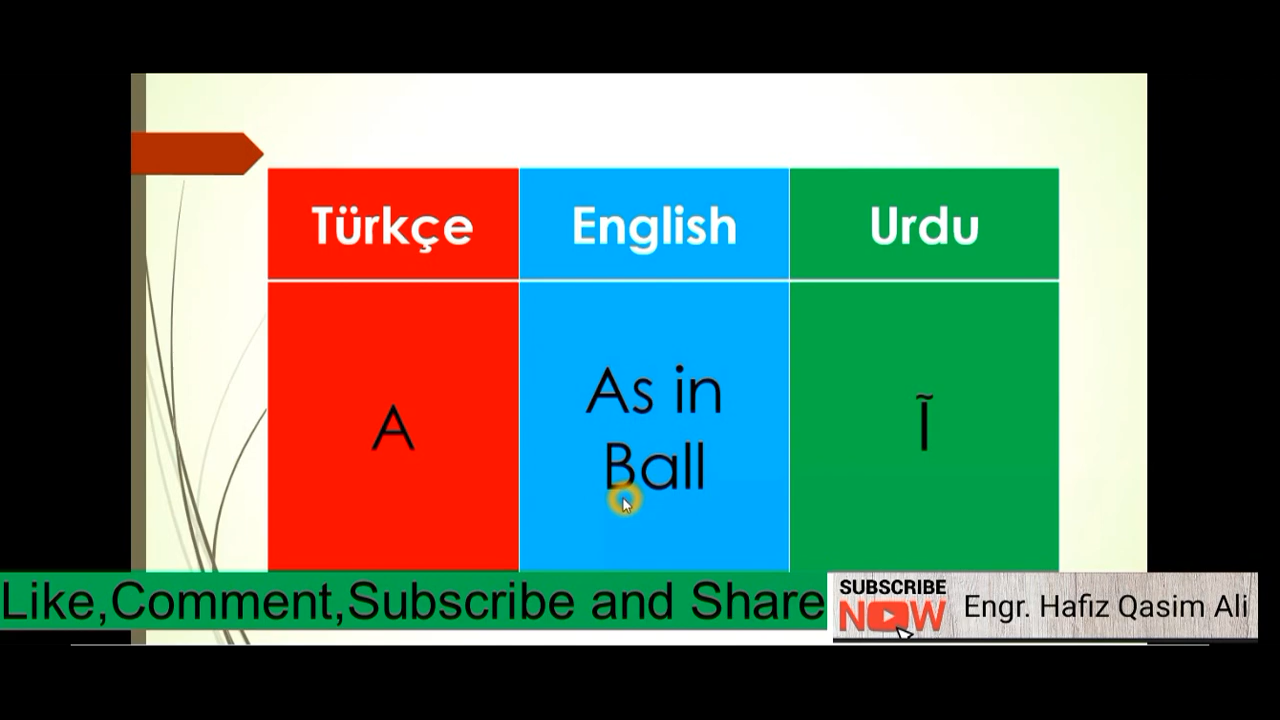 Türkçe English Urdu
A
As in
Ball
آ
Like,Comment,Subscribe and Share
SUBSCRIBE
NOW
Engr. Hafiz Qasim Ali